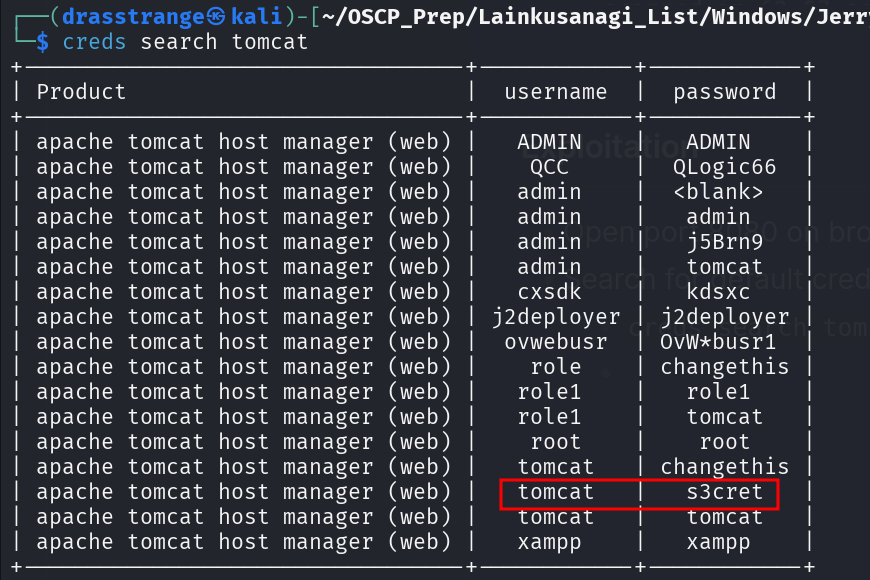 ┌──(drasstrange㉿kali)-[~/OSCP_Prep/Lainkusanagi_List/Windows/Jerry
└─$ creds search tomcat
| Product | username | password |
| apache tomcat host manager (web) | ADMIN | ADMIN |
| apache tomcat host manager (web) | QCC | QLogic66 |
| apache tomcat host manager (web) | admin | <blank> |
| apache tomcat host manager (web) | admin | admin |
| apache tomcat host manager (web) | admin | j5Brn9 |
| apache tomcat host manager (web) | admin | tomcat |
| apache tomcat host manager (web) | cxsdk | kdsxc |
| apache tomcat host manager (web) | j2deployer | j2deployer |
| apache tomcat host manager (web) | ovwebusr | OvW*busr1 |
| apache tomcat host manager (web) | role | changethis |
| apache tomcat host manager (web) | role1 | role1 |
| apache tomcat host manager (web) | role1 | tomcat |
| apache tomcat host manager (web) | root | root |
| apache tomcat host manager (web) | tomcat | changethis |
| apache tomcat host manager (web) | tomcat | s3cret |
| apache tomcat host manager (web) | tomcat | tomcat |
| apache tomcat host manager (web) | xampp | xampp |